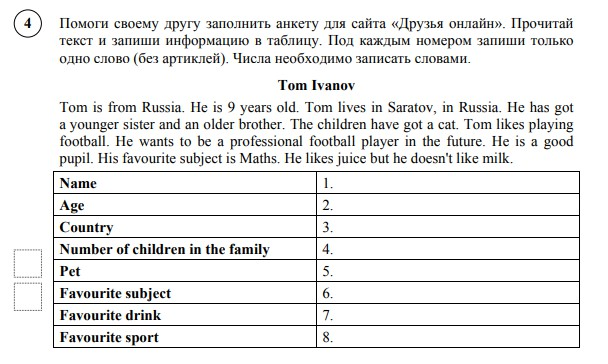 4
Помоги своему другу заполнить анкету для сайта «Друзья онлайн». Прочитай
текст и запиши информацию в таблицу. Под каждым номером запиши только
одно слово (без артиклей). Числа необходимо записать словами.
Tom Ivanov
Tom is from Russia. He is 9 years old. Tom lives in Saratov, in Russia. He has got
a younger sister and an older brother. The children have got a cat. Tom likes playing
football. He wants to be a professional football player in the future. He is a good
pupil. His favourite subject is Maths. He likes juice but he doesn't like milk.
Name 1.
Age 2.
Country 3.
Number of children in the family 4.
Pet 5.
Favourite subject 6.
Favourite drink 7.
Favourite sport 8.